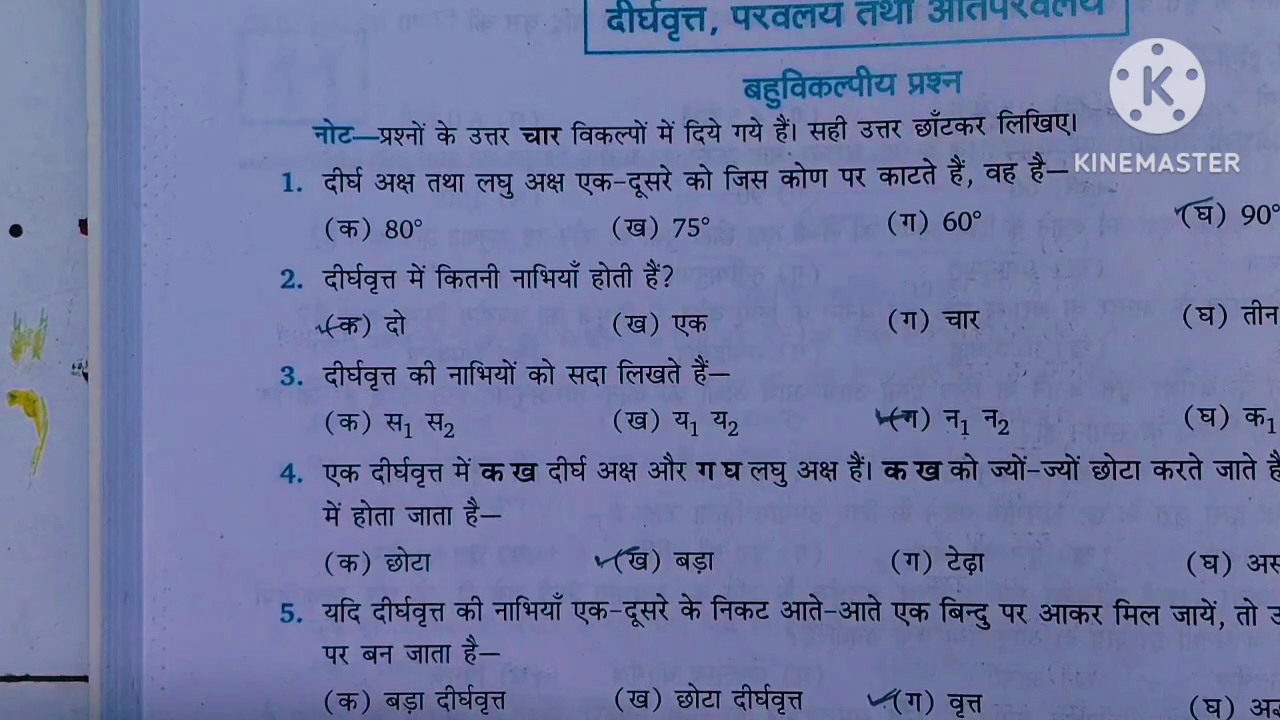 दीर्घवृत्त, परवलय तथा अतिपरवलय
बहुविकल्पीय प्रश्न
KINEMASTER
नोट—प्रश्नों के उत्तर चार विकल्पों में दिये गये हैं। सही उत्तर छाँटकर लिखिए।
1. दीर्घ अक्ष तथा लघु अक्ष एक-दूसरे को जिस कोण पर काटते हैं, वह है—
(क) 80° (ख) 75° (ग) 60° (घ) 90°
2. दीर्घवृत्त में कितनी नाभियाँ होती हैं?
(क) दो (ख) एक (ग) चार (घ) तीन
3. दीर्घवृत्त की नाभियों को सदा लिखते हैं—
(क) स₁ स₂ (ख) य₁ य₂ (ग) न₁ न₂ (घ) क₁
4. एक दीर्घवृत्त में क ख दीर्घ अक्ष और ग घ लघु अक्ष हैं। क ख को ज्यों-ज्यों छोटा करते जाते है
में होता जाता है—
(क) छोटा (ख) बड़ा (ग) टेढ़ा (घ)
5. यदि दीर्घवृत्त की नाभियाँ एक-दूसरे के निकट आते-आते एक बिन्दु पर आकर मिल जायें, तो
पर बन जाता है—
(क) बड़ा दीर्घवृत्त (ख) छोटा दीर्घवृत्त (ग) वृत्त (घ)